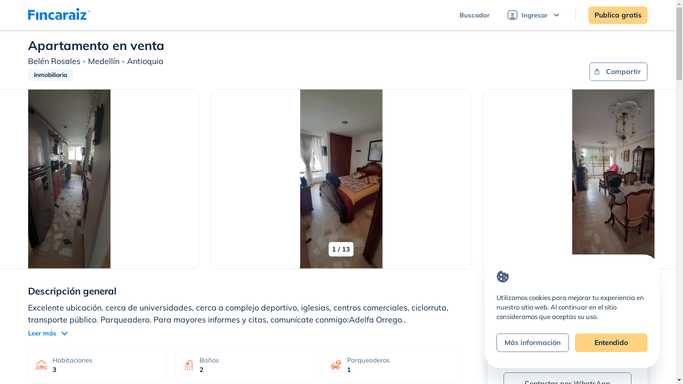 Fincaraiz
Buscador
Ingresar
Publica gratis
Apartamento en venta
Belén Rosales - Medellín - Antioquia
Inmobiliaria
Compartir
1 / 13
Descripción general
Excelente ubicación, cerca de universidades, cerca a complejo deportivo, iglesias, centros comerciales, ciclorruta,
transporte público. Parqueadero. Para mayores informes y citas, comunícate conmigo:Adelfa Orrego..
Leer más
Habitaciones
3
Baños
2
Parqueaderos
1
Utilizamos cookies para mejorar tu experiencia en
nuestro sitio web. Al continuar en el sitio
consideramos que aceptas su uso.
Más información
Entendido
Contactar por WhatsApp